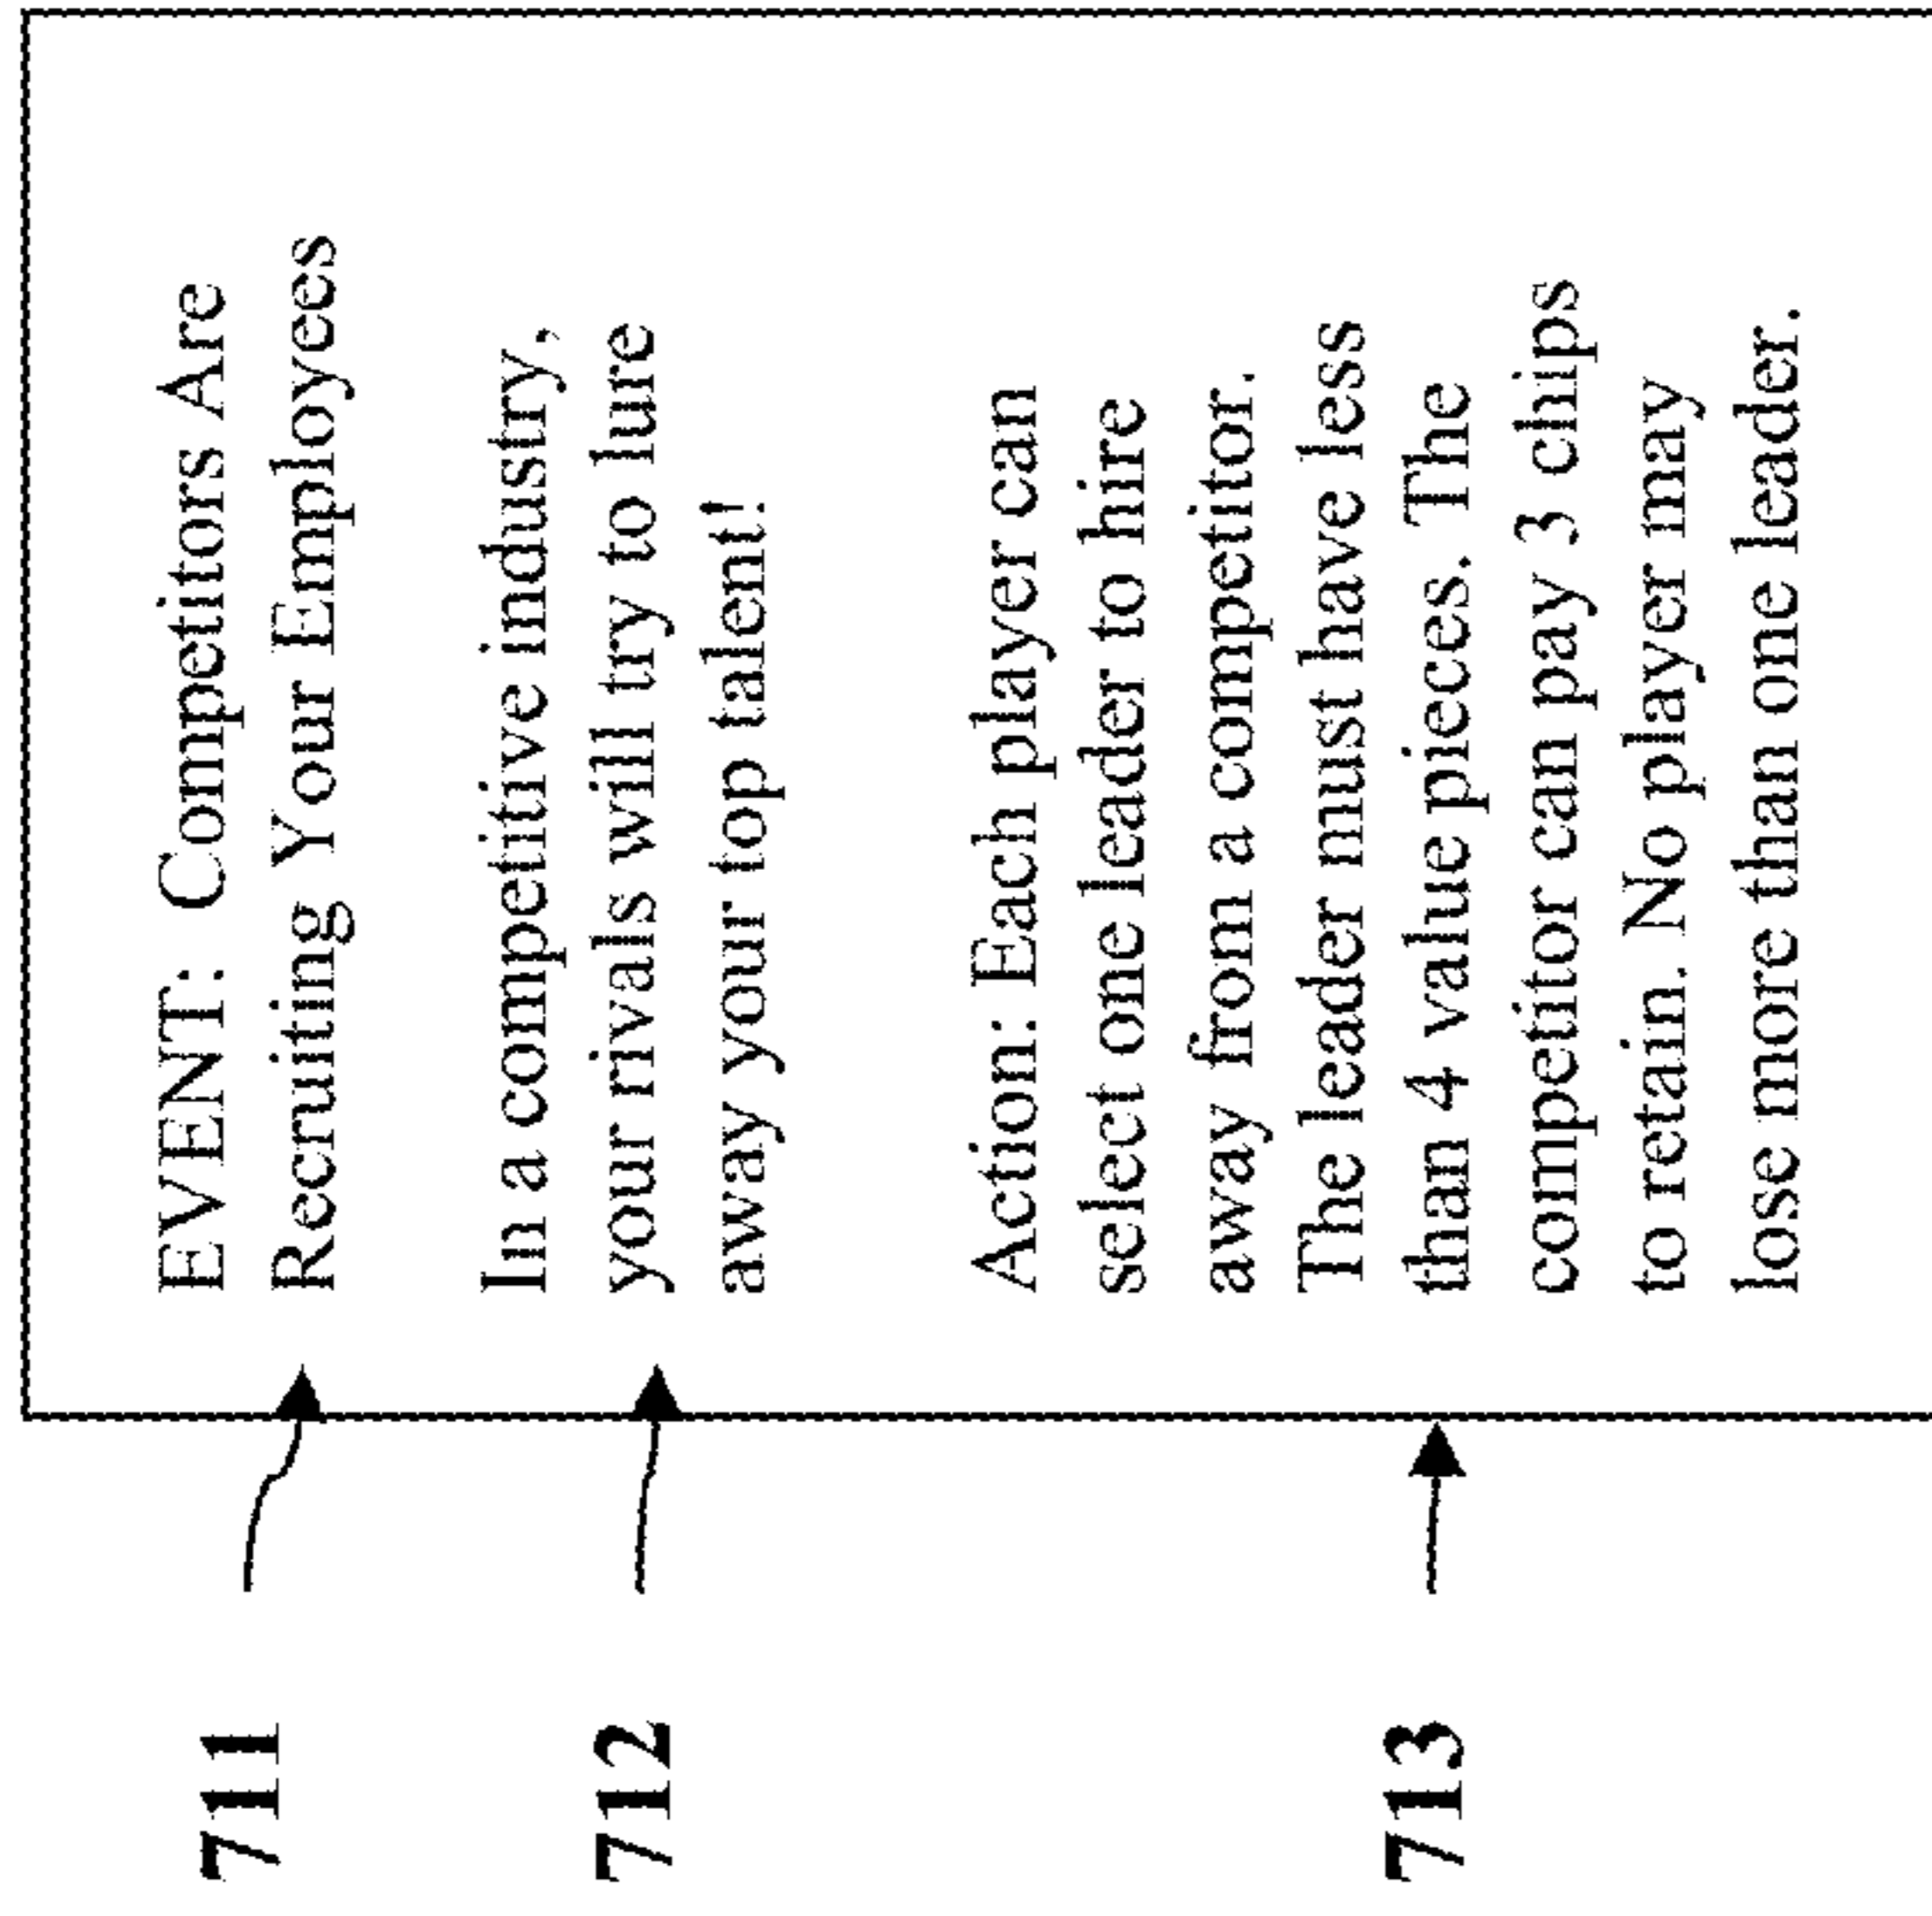 EVENT: Competitors Are
Recruiting Your Employees
In a competitive industry,
your rivals will try to lure
away your top talent!
Action: Each player can
select one leader to hire
away from a competitor.
The leader must have less
than 4 value pieces. The
competitor can pay 3 chips
to retain. No player may
lose more than one leader.
711
712
713